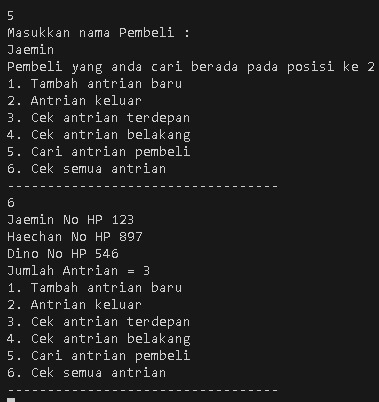 5
Masukkan nama Pembeli :
Jaemin
Pembeli yang anda cari berada pada posisi ke 2
1. Tambah antrian baru
2. Antrian keluar
3. Cek antrian terdepan
4. Cek antrian belakang
5. Cari antrian pembeli
6. Cek semua antrian
----------------------------------
6
Jaemin No HP 123
Haechan No HP 897
Dino No HP 546
Jumlah Antrian = 3
1. Tambah antrian baru
2. Antrian keluar
3. Cek antrian terdepan
4. Cek antrian belakang
5. Cari antrian pembeli
6. Cek semua antrian
----------------------------------